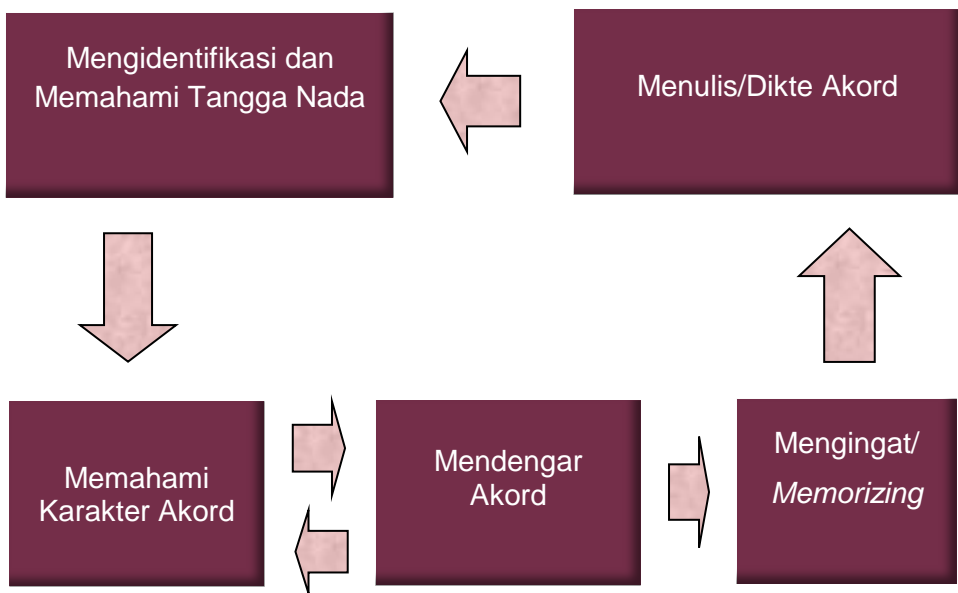 Mengidentifikasi dan
Memahami Tangga Nada
Menulis/Dikte Akord
Memahami
Karakter Akord
Mendengar
Akord
Mengingat/
Memorizing